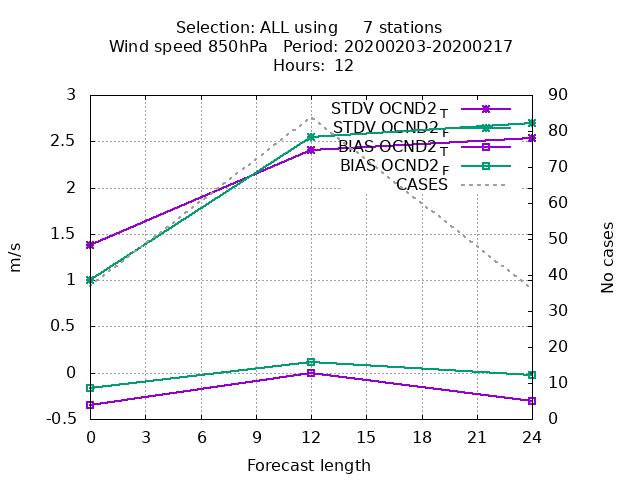 Selection: ALL using     7 stations
Wind speed 850hPa   Period: 20200203-20200217
Hours: 12
3
2.5
2
1.5
1
0.5
0
-0.5
m/s
90
80
70
60
50
40
30
20
10
0
No cases
STDV OCND2_T
STDV OCND2_F
BIAS OCND2_T
BIAS OCND2_F
CASES
0 3 6 9 12 15 18 21 24
Forecast length